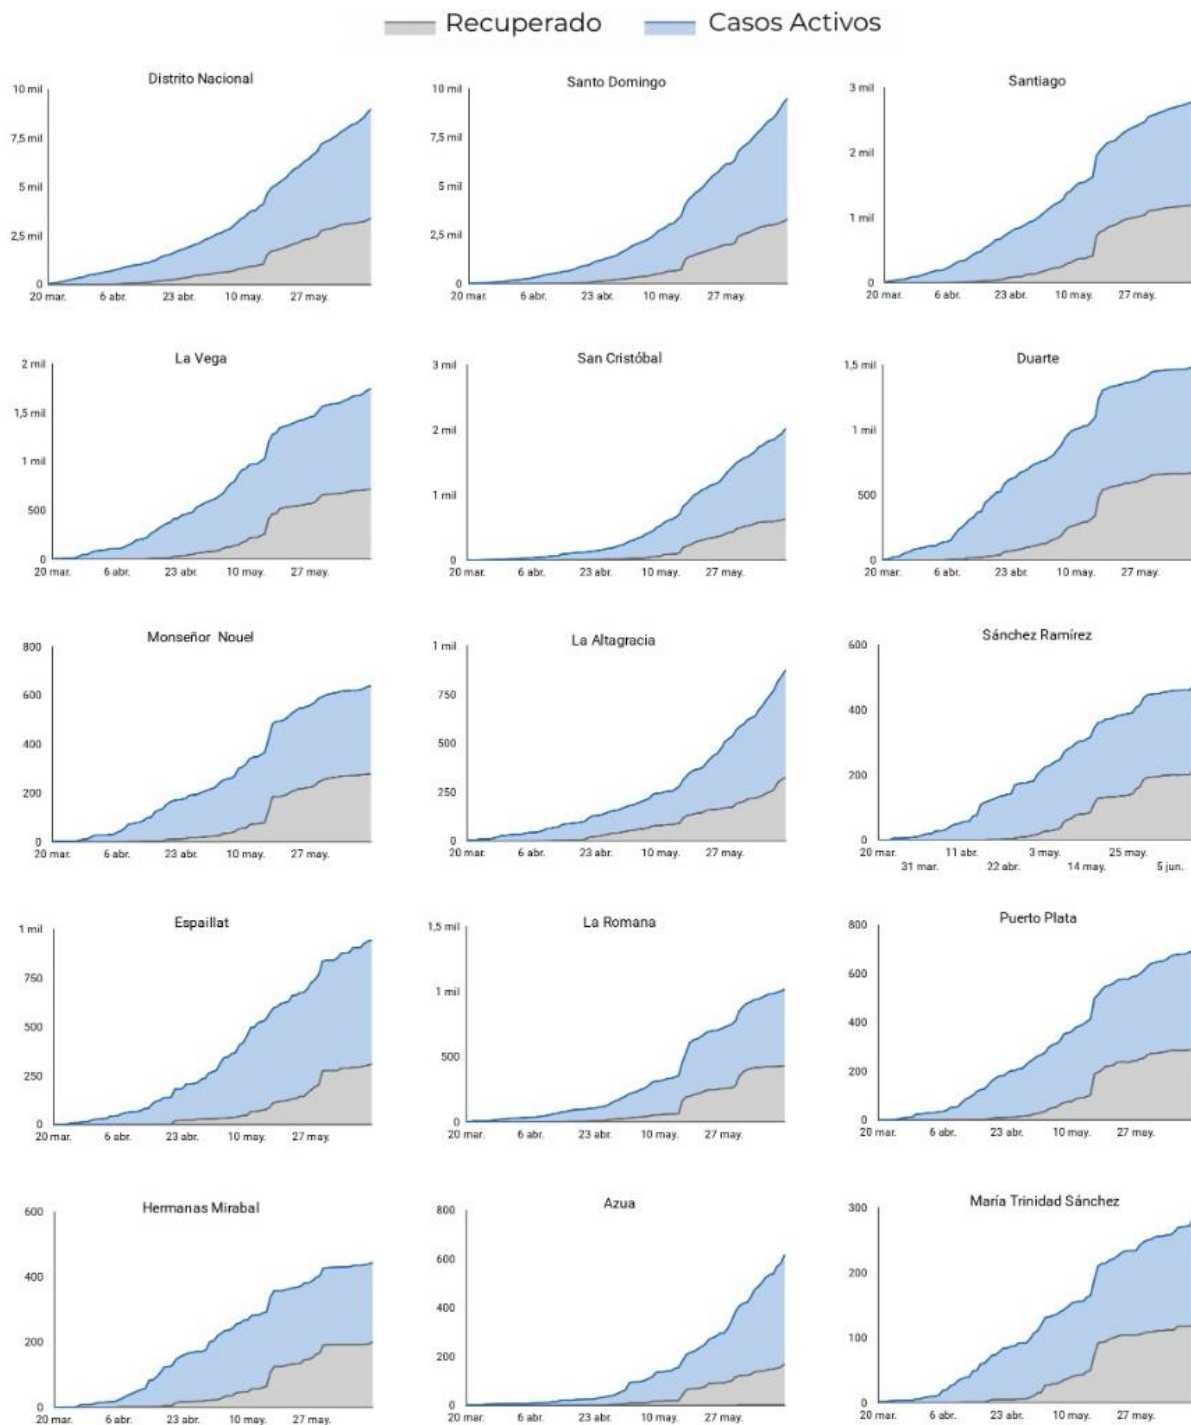 Recuperado Casos Activos
Distrito Nacional
10 mil
7,5 mil
5 mil
2,5 mil
0
20 mar. 6 abr. 23 abr. 10 may. 27 may.
Santo Domingo
10 mil
7,5 mil
5 mil
2,5 mil
0
20 mar. 6 abr. 23 abr. 10 may. 27 may.
Santiago
3 mil
2 mil
1 mil
0
20 mar. 6 abr. 23 abr. 10 may. 27 may.
La Vega
2 mil
1,5 mil
1 mil
500
0
20 mar. 6 abr. 23 abr. 10 may. 27 may.
San Cristóbal
3 mil
2 mil
1 mil
0
20 mar. 6 abr. 23 abr. 10 may. 27 may.
Duarte
1,5 mil
1 mil
500
0
20 mar. 6 abr. 23 abr. 10 may. 27 may.
Monseñor Nouel
800
600
400
200
0
20 mar. 6 abr. 23 abr. 10 may. 27 may.
La Altagracia
1 mil
750
500
250
0
20 mar. 6 abr. 23 abr. 10 may. 27 may.
Sánchez Ramírez
600
400
200
0
20 mar. 11 abr. 3 may. 25 may.
31 mar. 22 abr. 14 may. 5 jun.
Espaillat
1 mil
750
500
250
0
20 mar. 6 abr. 23 abr. 10 may. 27 may.
La Romana
1,5 mil
1 mil
500
0
20 mar. 6 abr. 23 abr. 10 may. 27 may.
Puerto Plata
800
600
400
200
0
20 mar. 6 abr. 23 abr. 10 may. 27 may.
Hermanas Mirabal
600
400
200
0
20 mar. 6 abr. 23 abr. 10 may. 27 may.
Azua
800
600
400
200
0
20 mar. 6 abr. 23 abr. 10 may. 27 may.
María Trinidad Sánchez
300
200
100
0
20 mar. 6 abr. 23 abr. 10 may. 27 may.